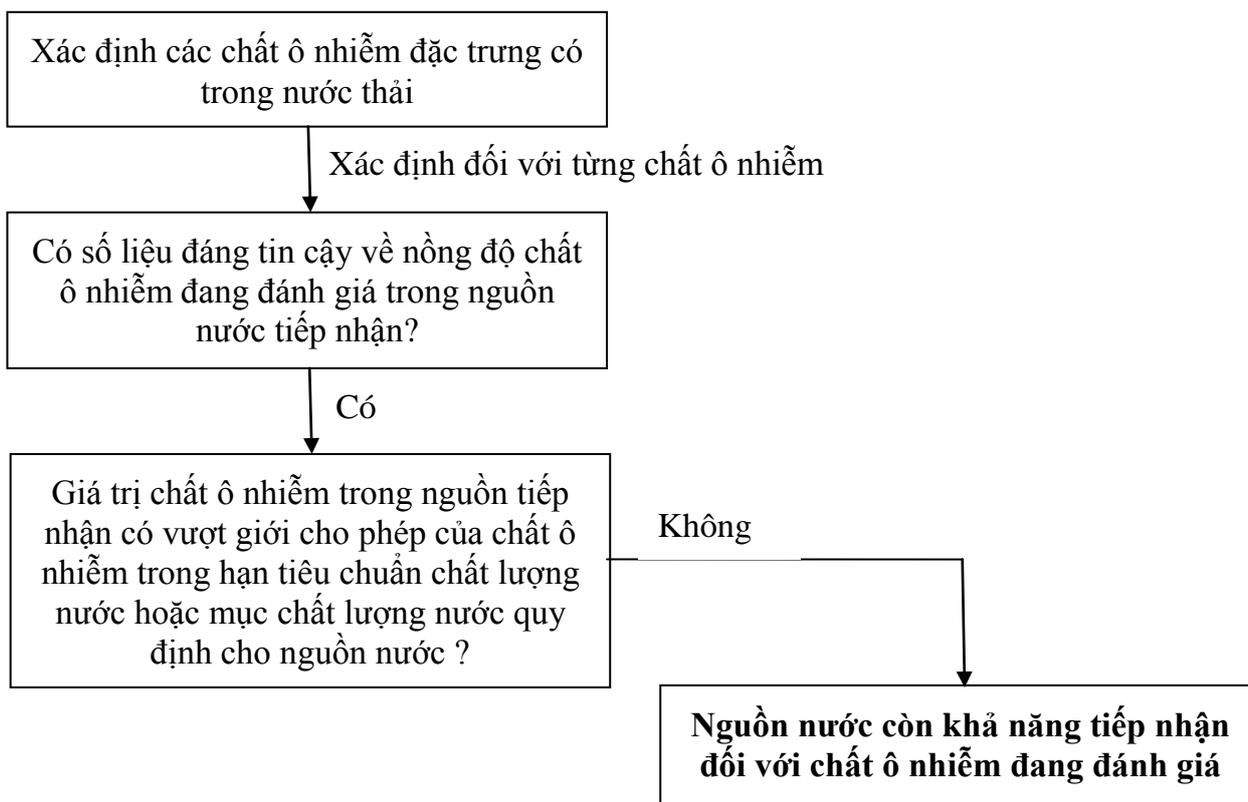 Xác định các chất ô nhiễm đặc trưng có
trong nước thải
Xác định đối với từng chất ô nhiễm
Có số liệu đáng tin cậy về nồng độ chất
ô nhiễm đang đánh giá trong nguồn
nước tiếp nhận?
Có
Giá trị chất ô nhiễm trong nguồn tiếp
nhận có vượt giới cho phép của chất ô
nhiễm trong hạn tiêu chuẩn chất lượng
nước hoặc mục chất lượng nước quy
định cho nguồn nước ?
Không
Nguồn nước còn khả năng tiếp nhận
đối với chất ô nhiễm đang đánh giá